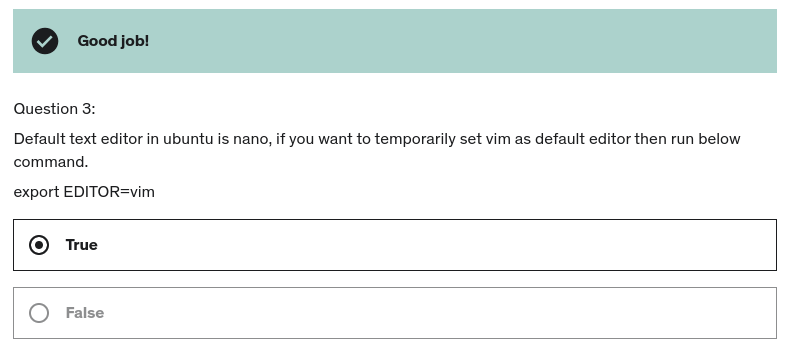 Good job!
Question 3:
Default text editor in ubuntu is nano, if you want to temporarily set vim as default editor then run below
command.
export EDITOR=vim
True
False